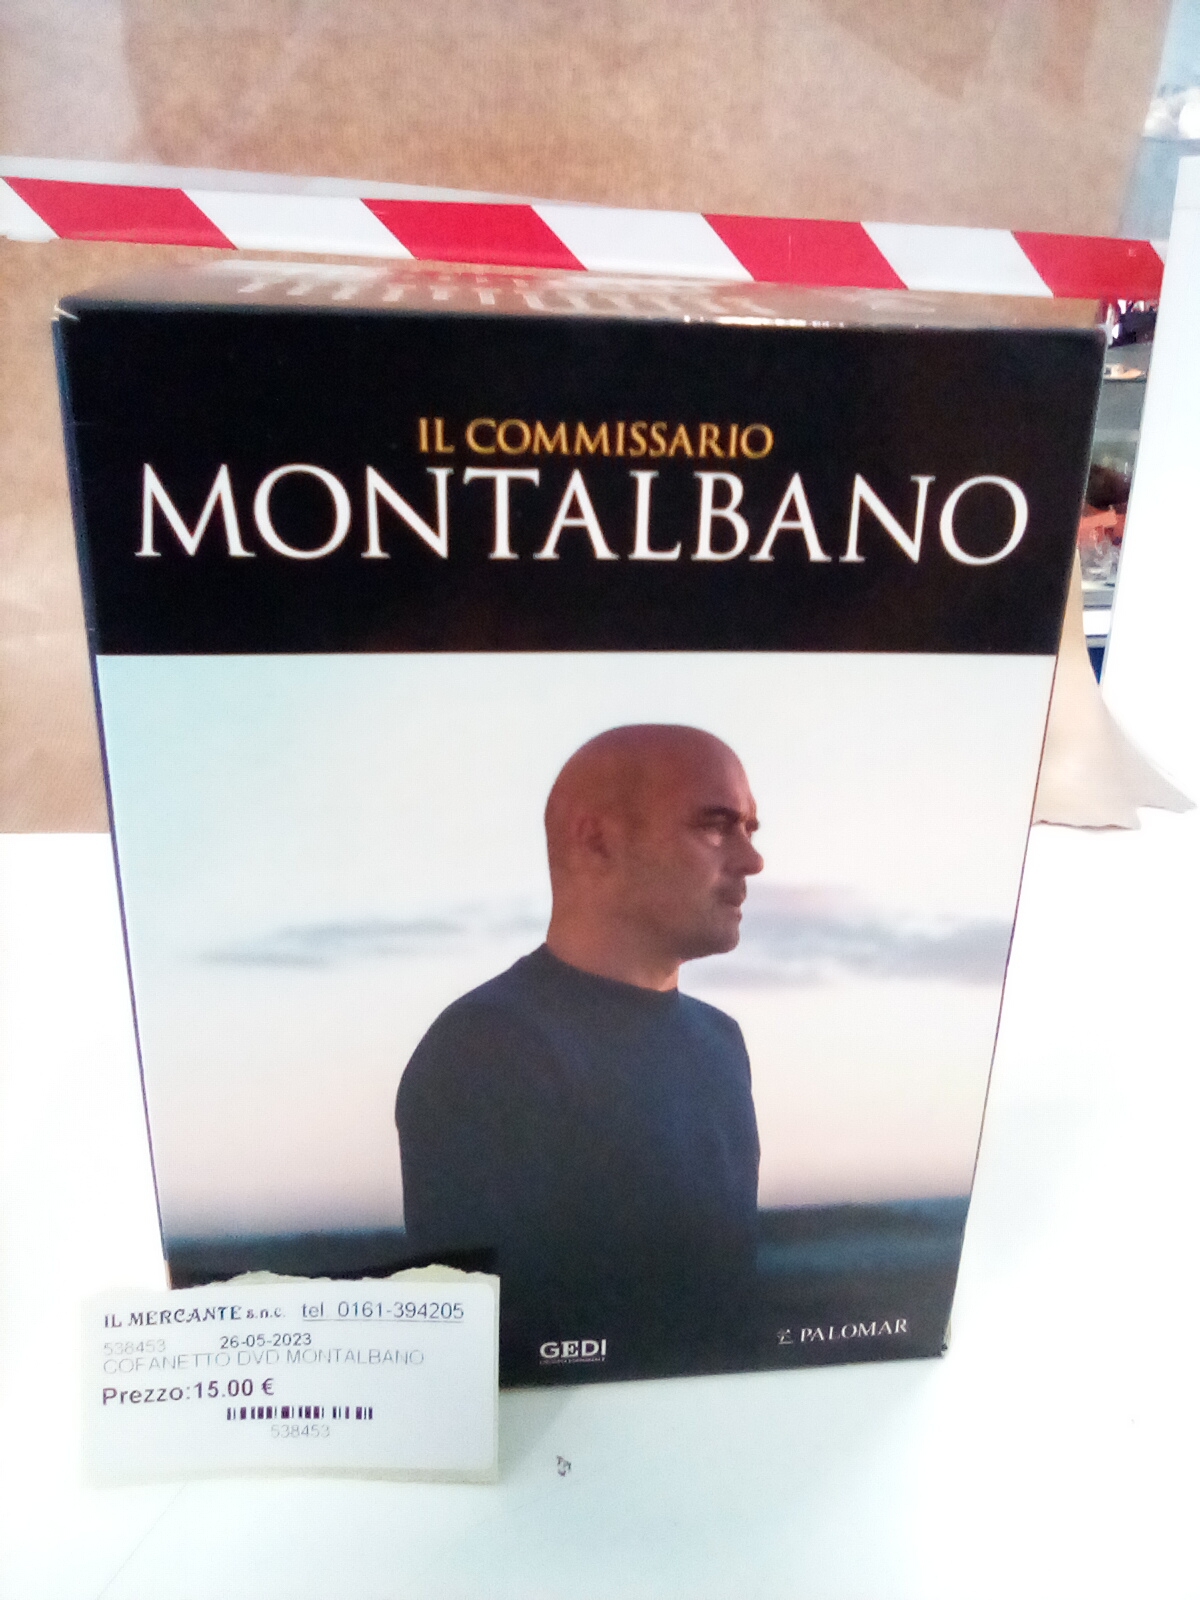 IL COMMISSARIO
MONTALBANO
IL MERCANTE s.n.c. tel 0161-394205
538453 26-05-2023
COFANETTO DVD MONTALBANO
Prezzo:15.00 €
538453
GEDI
PALOMAR